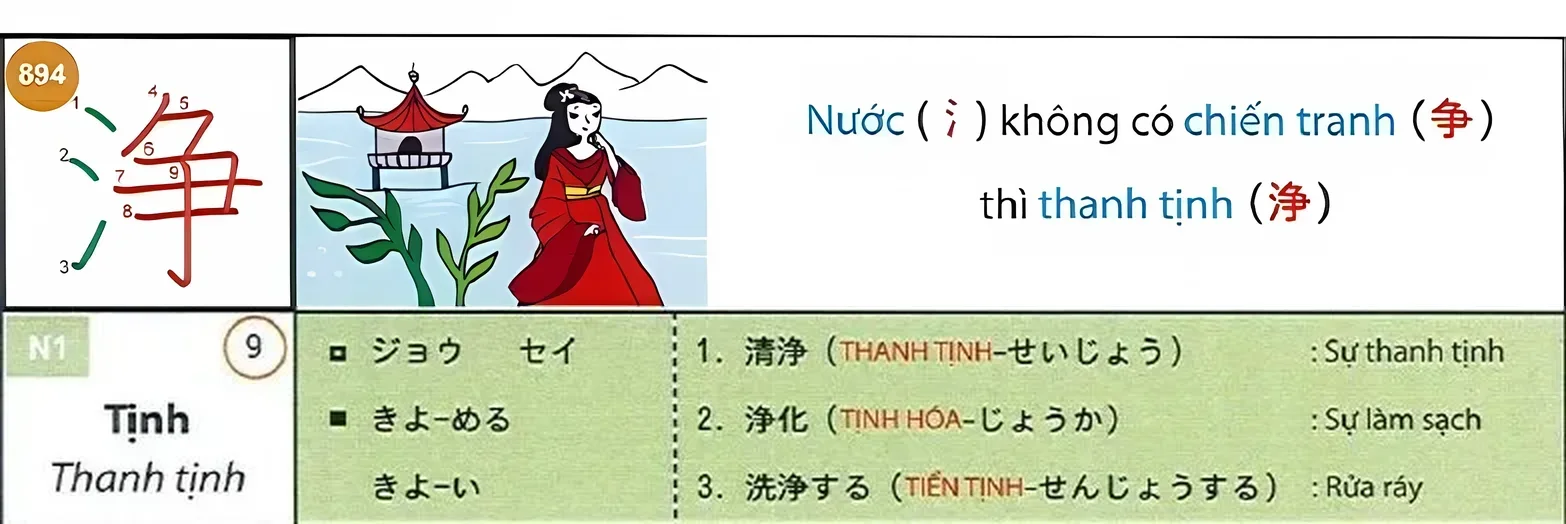 894
1
2
3
4
5
6
7
8
9
浄
Nước (氵) không có chiến tranh (争)
thì thanh tịnh (浄)
N1
9
Tịnh
Thanh tịnh
ジョウ セイ
きよ-める
きよ-い
1. 清浄 (THANH TỊNH-せいじょう) : Sự thanh tịnh
2. 浄化 (TỊNH HÓA-じょうか) : Sự làm sạch
3. 洗浄する (TIỂN TỊNH-せんじょうする) : Rửa ráy